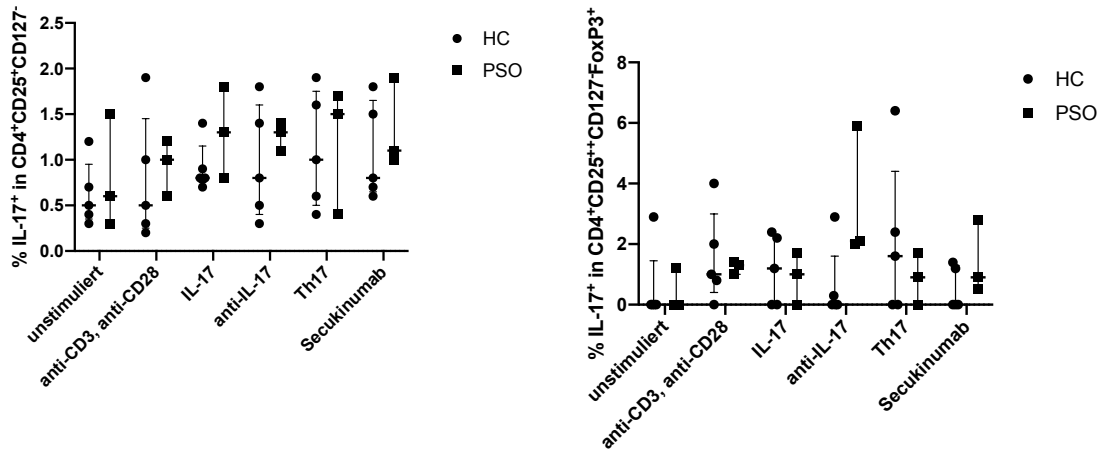 % IL-17⁺ in CD4⁺CD25⁺CD127⁻
2.5
2.0
1.5
1.0
0.5
0.0
unstimuliert
anti-CD3, anti-CD28
IL-17
anti-IL-17
Th17
Secukinumab
HC
PSO
% IL-17⁺ in CD4⁺CD25⁺⁺CD127⁻FoxP3⁺
8
6
4
2
0
unstimuliert
anti-CD3, anti-CD28
IL-17
anti-IL-17
Th17
Secukinumab
HC
PSO